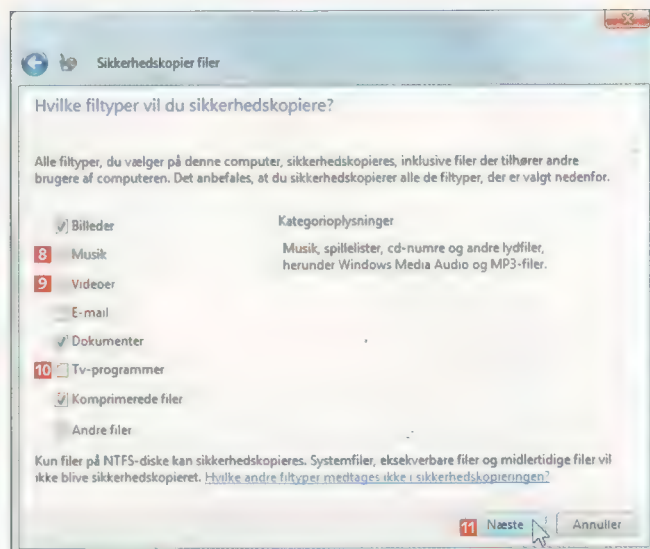 Sikkerhedskopier filer
Hvilke filtyper vil du sikkerhedskopiere?
Alle filtyper, du vælger på denne computer, sikkerhedskopieres, inklusive filer der tilhører andre
brugere af computeren. Det anbefales, at du sikkerhedskopierer alle de filtyper, der er valgt nedenfor.
Billeder
Kategorioplysninger
8 Musik
Musik, spillelister, cd-numre og andre lydfiler,
herunder Windows Media Audio og MP3-filer.
9 Videoer
E-mail
Dokumenter
10 Tv-programmer
Komprimerede filer
Andre filer
Kun filer på NTFS-diske kan sikkerhedskopieres. Systemfiler, eksekverbare filer og midlertidige filer vil
ikke blive sikkerhedskopieret. Hvilke andre filtyper medtages ikke i sikkerhedskopieringen?
11 Næste Annuller